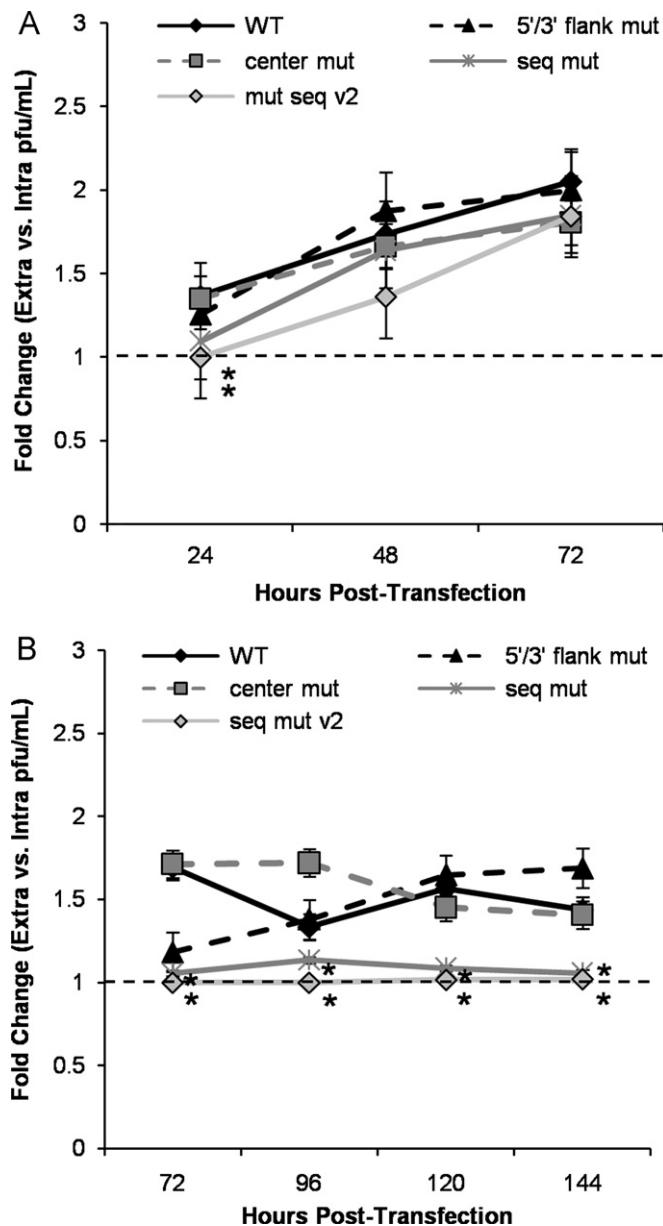 A
WT
5'/3' flank mut
center mut
seq mut
mut seq v2
Fold Change (Extra vs. Intra pfu/mL)
3
2.5
2
1.5
1
0.5
0
*
*
24 48 72
Hours Post-Transfection
B
WT
5'/3' flank mut
center mut
seq mut
seq mut v2
Fold Change (Extra vs. Intra pfu/mL)
3
2.5
2
1.5
1
0.5
0
* * * *
* * * *
72 96 120 144
Hours Post-Transfection